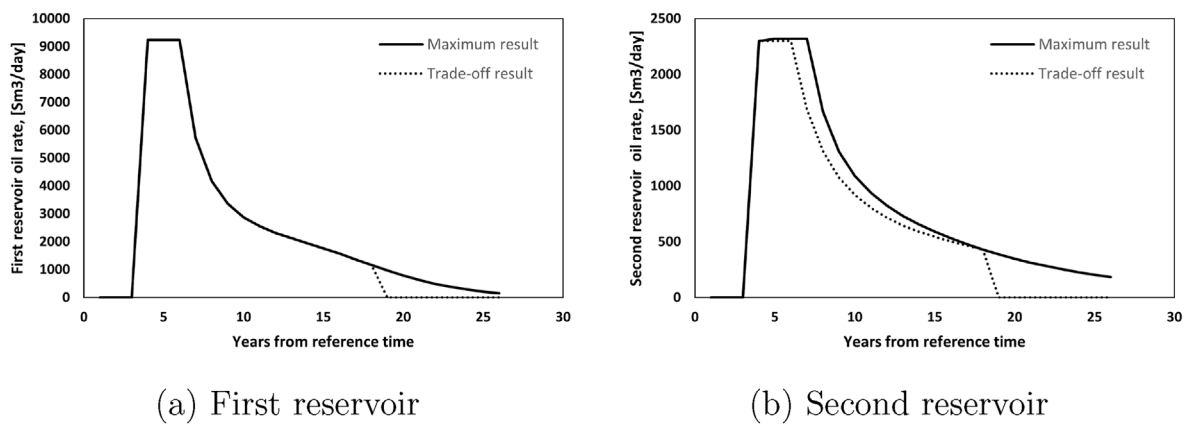 10000
9000
8000
7000
6000
5000
4000
3000
2000
1000
0
First reservoir oil rate, [Sm3/day]
Maximum result
Trade-off result
0 5 10 15 20 25 30
Years from reference time
(a) First reservoir
2500
2000
1500
1000
500
0
Second reservoir oil rate, [Sm3/day]
Maximum result
Trade-off result
0 5 10 15 20 25 30
Years from reference time
(b) Second reservoir